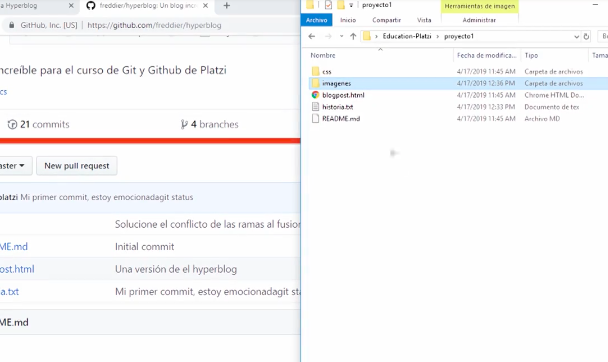 a Hyperblog
freddier/hyperblog: Un blog incr
GitHub, Inc. [US]
https://github.com/freddier/hyperblog
ncreíble para el curso de Git y Github de Platzi
cs
21 commits
4 branches
aster
New pull request
platzi Mi primer commit, estoy emocionadagit status
Solucione el conflicto de las ramas al fusion
ME.md
Initial commit
ost.html
Una versión de el hyperblog
ia.txt
Mi primer commit, estoy emocionadagit sta
ME.md
proyecto1
Herramientas de imagen
Archivo
Inicio
Compartir
Vista
Administrar
Education-Platzi
proyecto1
Nombre
Fecha de modifica...
Tipo
Tama
css
4/17/2019 11:45 AM
Carpeta de archivos
imagenes
4/17/2019 12:36 PM
Carpeta de archivos
blogpost.html
4/17/2019 11:45 AM
Chrome HTML Do...
historia.txt
4/17/2019 12:33 PM
Documento de tex
README.md
4/17/2019 11:45 AM
Archivo MD